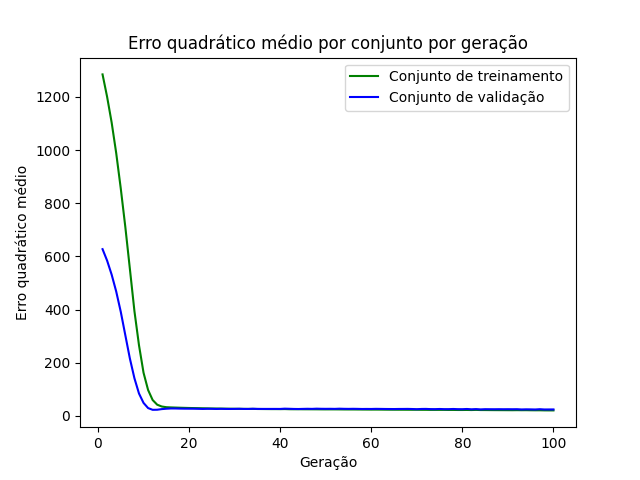 Erro quadrático médio por conjunto por geração
Conjunto de treinamento
Conjunto de validação
Erro quadrático médio
1200
1000
800
600
400
200
0
0 20 40 60 80 100
Geração